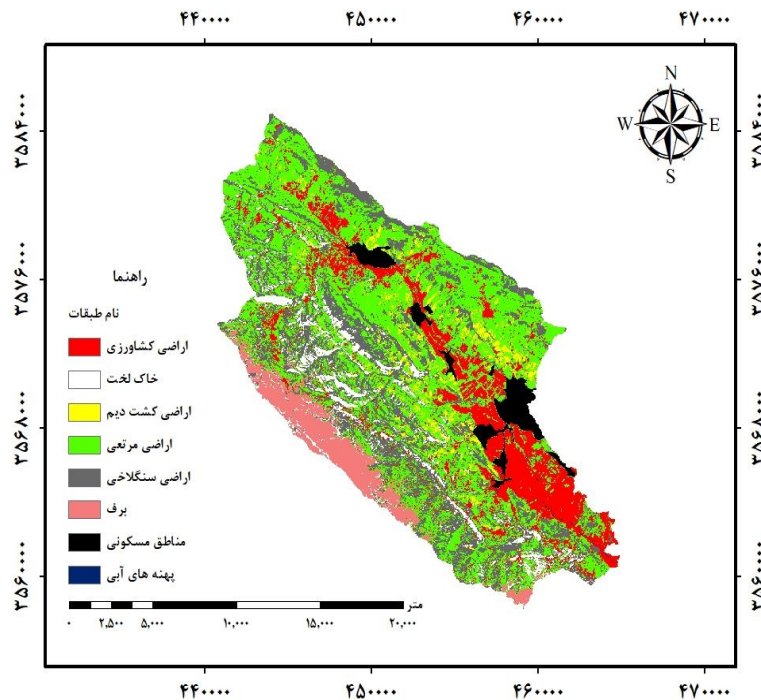 ۴۴۰۰۰۰ ۴۵۰۰۰۰ ۴۶۰۰۰۰ ۴۷۰۰۰۰
N
W E
S
۳۵۸۴۰۰۰ ۳۵۸۴۰۰۰
۳۵۷۶۰۰۰ ۳۵۷۶۰۰۰
راهنما
نام طبقات
اراضی کشاورزی
خاک لخت
اراضی کشت دیم
اراضی مرتعی
اراضی سنگلاخی
برف
مناطق مسکونی
پهنه های آبی
۳۵۶۸۰۰۰ ۳۵۶۸۰۰۰
۳۵۶۰۰۰۰ ۳۵۶۰۰۰۰
متر
۰ ۲,۵۰۰ ۵,۰۰۰ ۱۰,۰۰۰ ۱۵,۰۰۰ ۲۰,۰۰۰
۴۴۰۰۰۰ ۴۵۰۰۰۰ ۴۶۰۰۰۰ ۴۷۰۰۰۰